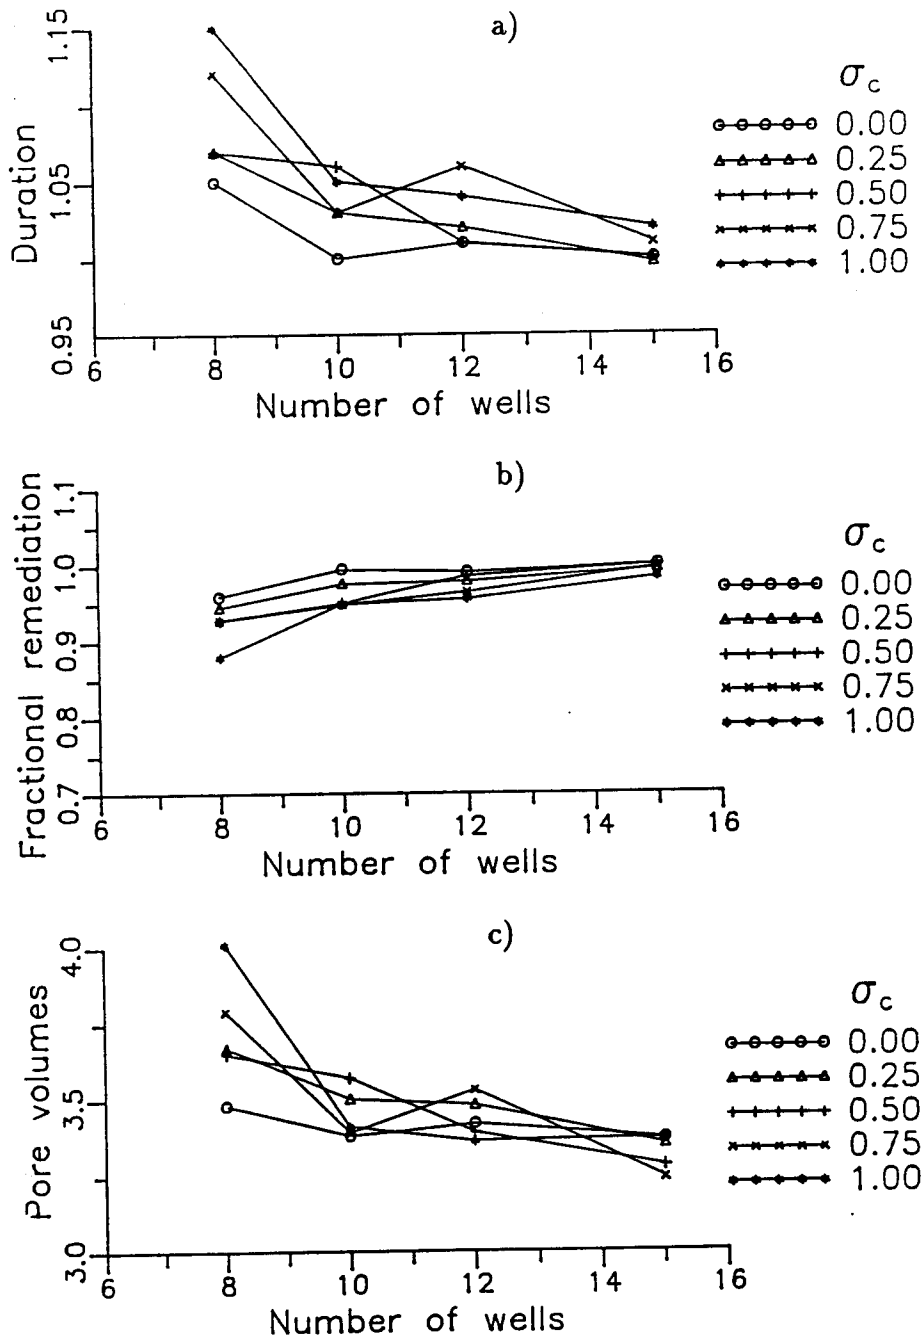 a)
1.15
1.05
0.95
Duration
6 8 10 12 14 16
Number of wells
σc
0.00
0.25
0.50
0.75
1.00
b)
1.1
1.0
0.9
0.8
0.7
Fractional remediation
6 8 10 12 14 16
Number of wells
σc
0.00
0.25
0.50
0.75
1.00
c)
4.0
3.5
3.0
Pore volumes
6 8 10 12 14 16
Number of wells
σc
0.00
0.25
0.50
0.75
1.00